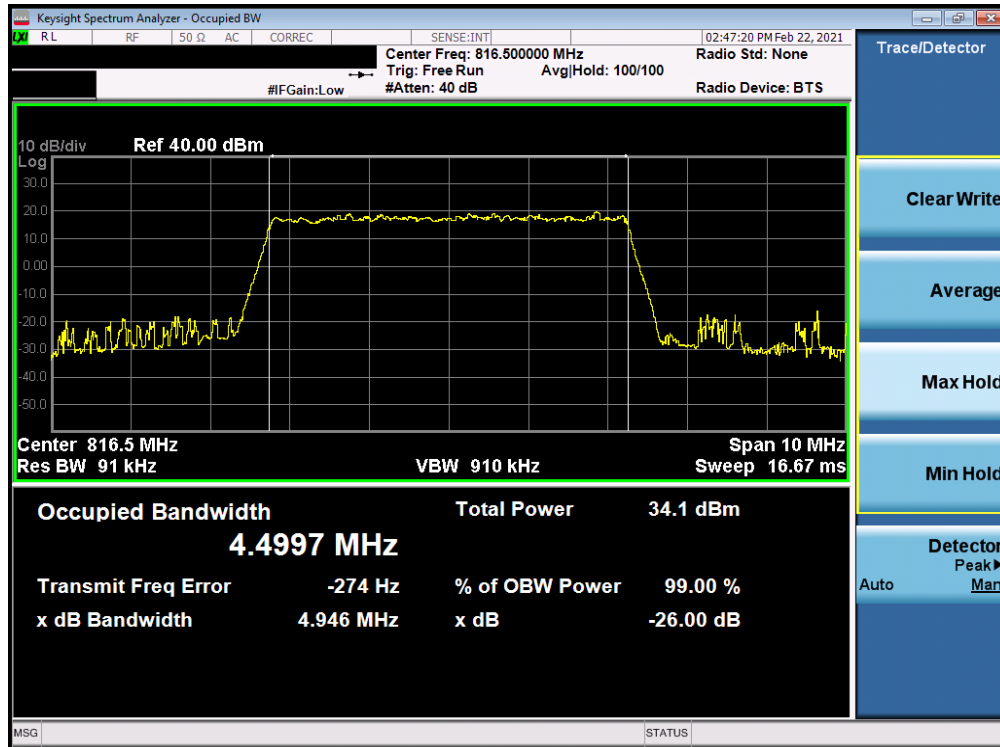 Keysight Spectrum Analyzer - Occupied BW
LXI RL RF 50 Ω AC CORREC SENSE:INT 02:47:20 PM Feb 22, 2021
Center Freq: 816.500000 MHz Radio Std: None
Trig: Free Run Avg|Hold: 100/100
#IFGain:Low #Atten: 40 dB Radio Device: BTS
10 dB/div Ref 40.00 dBm
Log
30.0
20.0
10.0
0.00
-10.0
-20.0
-30.0
-40.0
-50.0
Center 816.5 MHz Span 10 MHz
Res BW 91 kHz VBW 910 kHz Sweep 16.67 ms
Occupied Bandwidth Total Power 34.1 dBm
4.4997 MHz
Transmit Freq Error -274 Hz % of OBW Power 99.00 %
x dB Bandwidth 4.946 MHz x dB -26.00 dB
MSG STATUS
Trace/Detector
Clear Write
Average
Max Hold
Min Hold
Detector
Peak▶
Auto Man